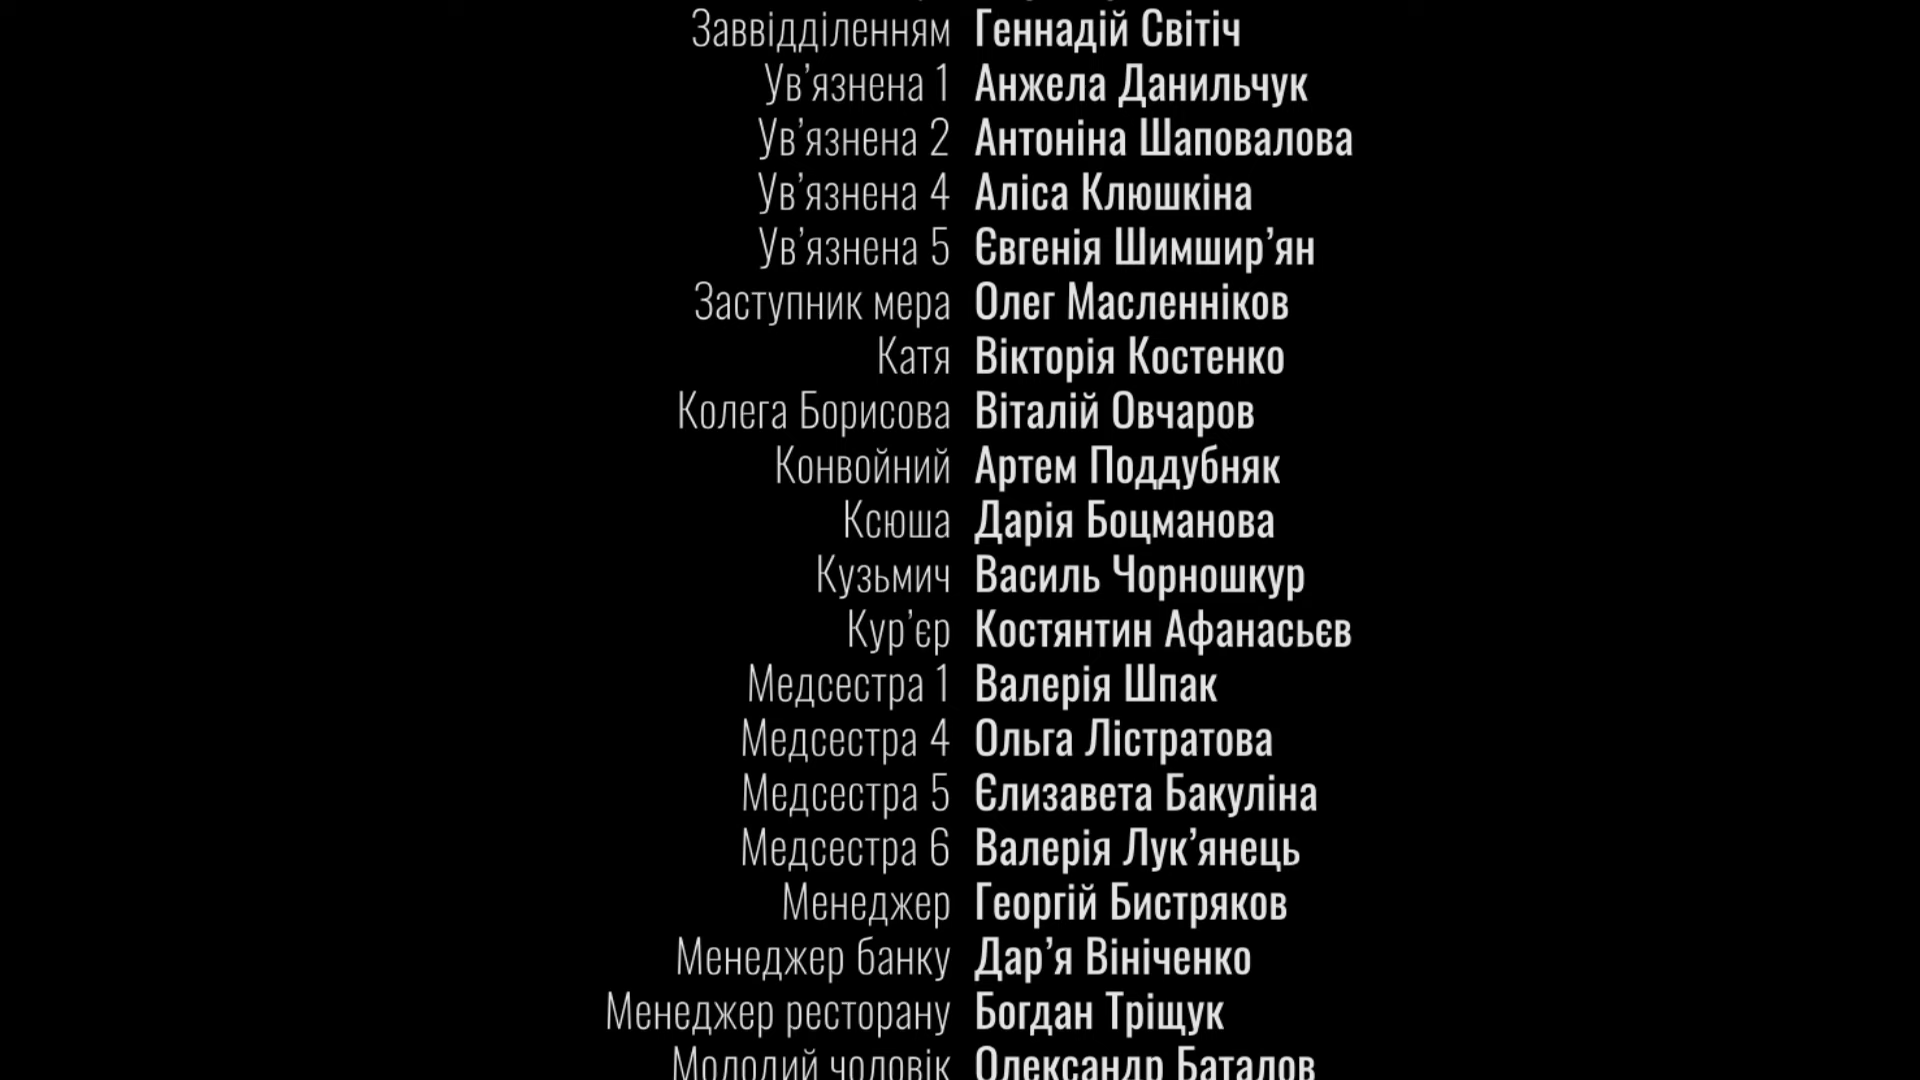 Заввідділенням Геннадій Світіч
Ув’язнена 1 Анжела Данильчук
Ув’язнена 2 Антоніна Шаповалова
Ув’язнена 4 Аліса Клюшкіна
Ув’язнена 5 Євгенія Шимшир’ян
Заступник мера Олег Масленніков
Катя Вікторія Костенко
Колега Борисова Віталій Овчаров
Конвойний Артем Поддубняк
Ксюша Дарія Боцманова
Кузьмич Василь Чорношкур
Кур’єр Костянтин Афанасьєв
Медсестра 1 Валерія Шпак
Медсестра 4 Ольга Лістратова
Медсестра 5 Єлизавета Бакуліна
Медсестра 6 Валерія Лук’янець
Менеджер Георгій Бистряков
Менеджер банку Дар’я Вініченко
Менеджер ресторану Богдан Тріщук
Молодий чоловік Олександр Баталов